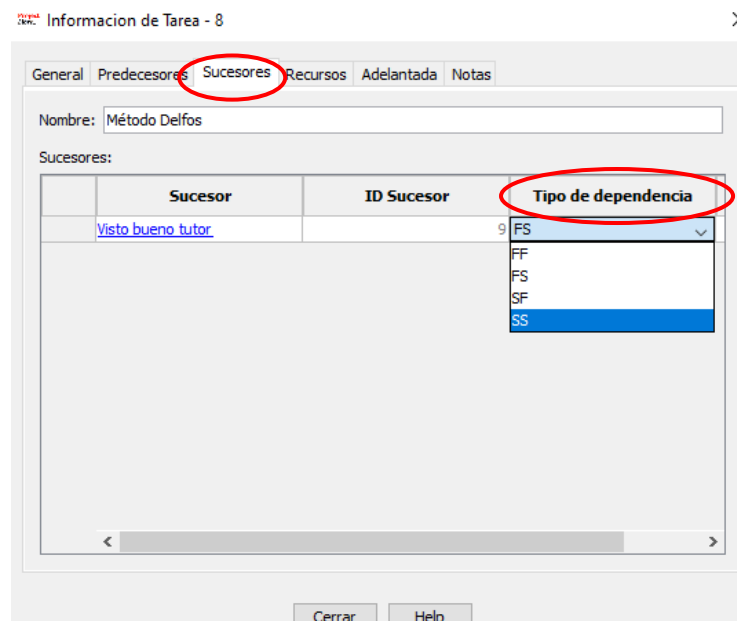 Informacion de Tarea - 8
General Predecesores Sucesores Recursos Adelantada Notas
Nombre: Método Delfos
Sucesores:
Sucesor ID Sucesor Tipo de dependencia
Visto bueno tutor 9 FS
FF
FS
SF
SS
Cerrar Help